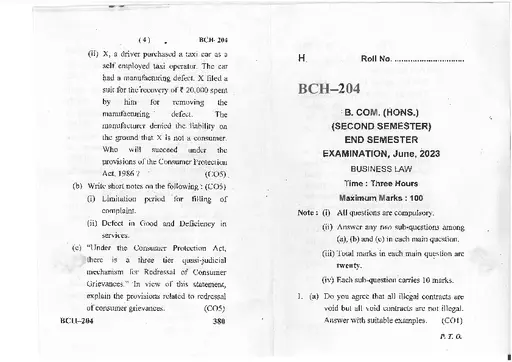 ( 4 ) BCH-204
(ii) X, a driver purchased a taxi car as a
self employed taxi operator. The car
had a manufacturing defect. X filed a
suit for the recovery of ₹ 20,000 spent
by him for removing the
manufacturing defect. The
manufacturer denied the liability on
the ground that X is not a consumer.
Who will succeed under the
provisions of the Consumer Protection
Act, 1986 ? (CO5)
(b) Write short notes on the following : (CO5)
(i) Limitation period for filling of
complaint.
(ii) Defect in Good and Deficiency in
services.
(c) "Under the Consumer Protection Act,
there is a three tier quasi-judicial
mechanism for Redressal of Consumer
Grievances." In view of this statement,
explain the provisions related to redressal
of consumer grievances. (CO5)
BCH-204 380
H Roll No. ..............................
BCH-204
B. COM. (HONS.)
(SECOND SEMESTER)
END SEMESTER
EXAMINATION, June, 2023
BUSINESS LAW
Time : Three Hours
Maximum Marks : 100
Note : (i) All questions are compulsory.
(ii) Answer any two sub-questions among
(a), (b) and (c) in each main question.
(iii) Total marks in each main question are
twenty.
(iv) Each sub-question carries 10 marks.
1. (a) Do you agree that all illegal contracts are
void but all void contracts are not illegal.
Answer with suitable examples. (CO1)
P. T. O.